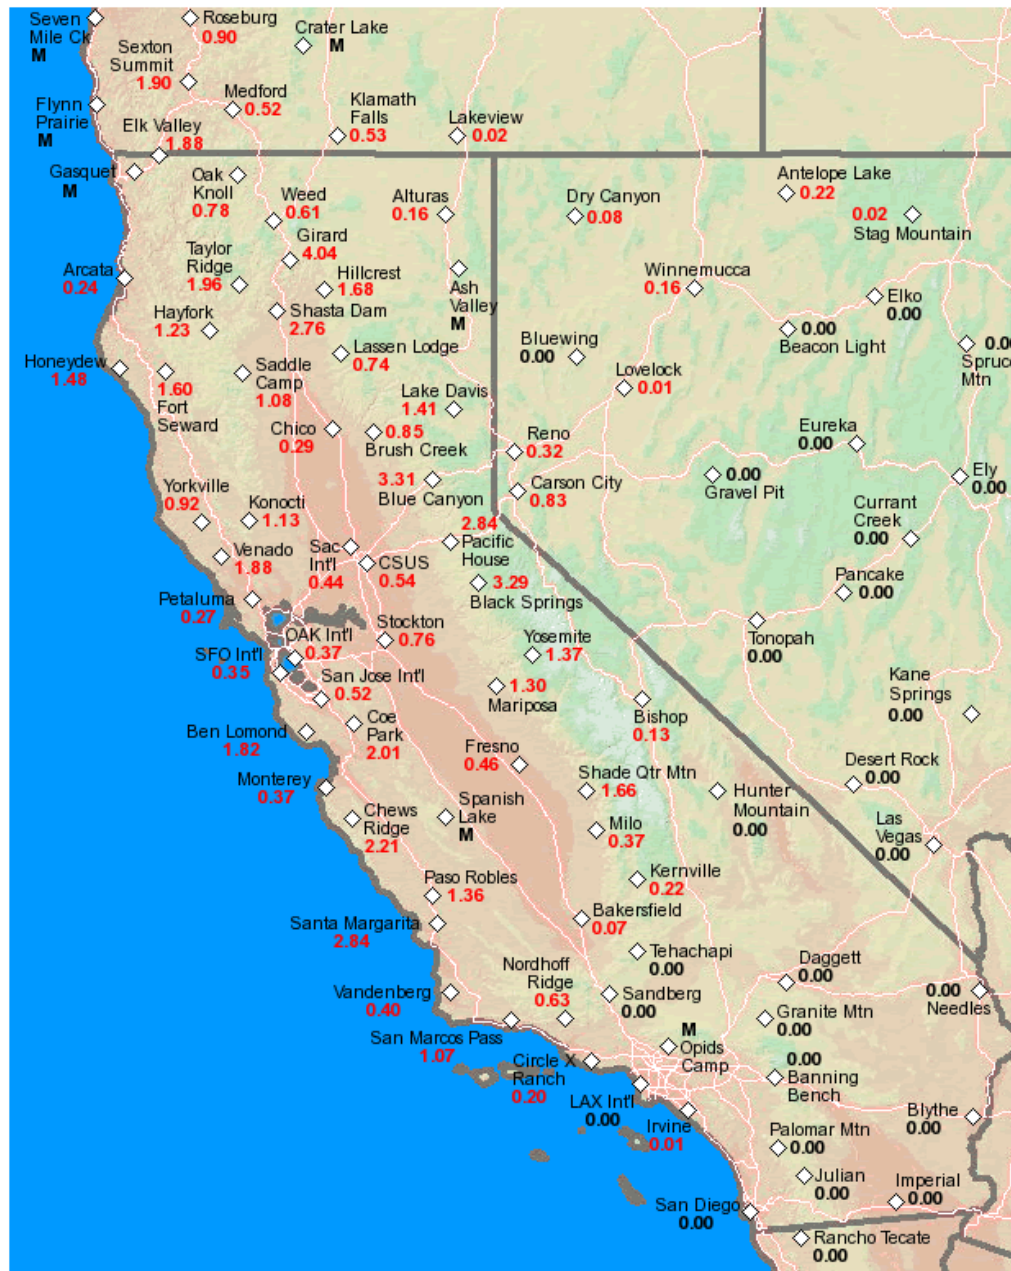 Seven
Mile Ck
M
Roseburg
0.90
Crater Lake
M
Sexton
Summit
1.90
Medford
0.52
Flynn
Prairie
M
Elk Valley
1.88
Klamath
Falls
0.53
Lakeview
0.02
Gasquet
M
Oak
Knoll
0.78
Weed
0.61
Alturas
0.16
Dry Canyon
0.08
Antelope Lake
0.22
0.02
Stag Mountain
Girard
4.04
Taylor
Ridge
1.96
Hillcrest
1.68
Ash
Valley
M
Arcata
0.24
Winnemucca
0.16
Elko
0.00
Hayfork
1.23
Shasta Dam
2.76
Lassen Lodge
0.74
Bluewing
0.00
0.00
Beacon Light
0.00
Spruce
Mtn
Honeydew
1.48
1.60
Fort
Seward
Saddle
Camp
1.08
Lake Davis
1.41
Lovelock
0.01
Chico
0.29
0.85
Brush Creek
Reno
0.32
Eureka
0.00
3.31
Blue Canyon
Carson City
0.83
0.00
Gravel Pit
Ely
0.00
Yorkville
0.92
Konocti
1.13
Currant
Creek
0.00
2.84
Pacific
House
Venado
1.88
Sac
Int'l
0.44
CSUS
0.54
3.29
Black Springs
Pancake
0.00
Petaluma
0.27
Stockton
0.76
Tonopah
0.00
OAK Int'l
0.37
SFO Int'l
0.35
Yosemite
1.37
San Jose Int'l
0.52
1.30
Mariposa
Bishop
0.13
Kane
Springs
0.00
Ben Lomond
1.82
Coe
Park
2.01
Fresno
0.46
Shade Qtr Mtn
1.66
Hunter
Mountain
0.00
Desert Rock
0.00
Monterey
0.37
Chews
Ridge
2.21
Spanish
Lake
M
Milo
0.37
Las
Vegas
0.00
Paso Robles
1.36
Kernville
0.22
Santa Margarita
2.84
Bakersfield
0.07
Tehachapi
0.00
Daggett
0.00
Vandenberg
0.40
Nordhoff
Ridge
0.63
Sandberg
0.00
0.00
Needles
Granite Mtn
0.00
San Marcos Pass
1.07
M
Opids
Camp
Circle X
Ranch
0.20
0.00
Banning
Bench
LAX Int'l
0.00
Irvine
0.01
Blythe
0.00
Palomar Mtn
0.00
Julian
0.00
Imperial
0.00
San Diego
0.00
Rancho Tecate
0.00